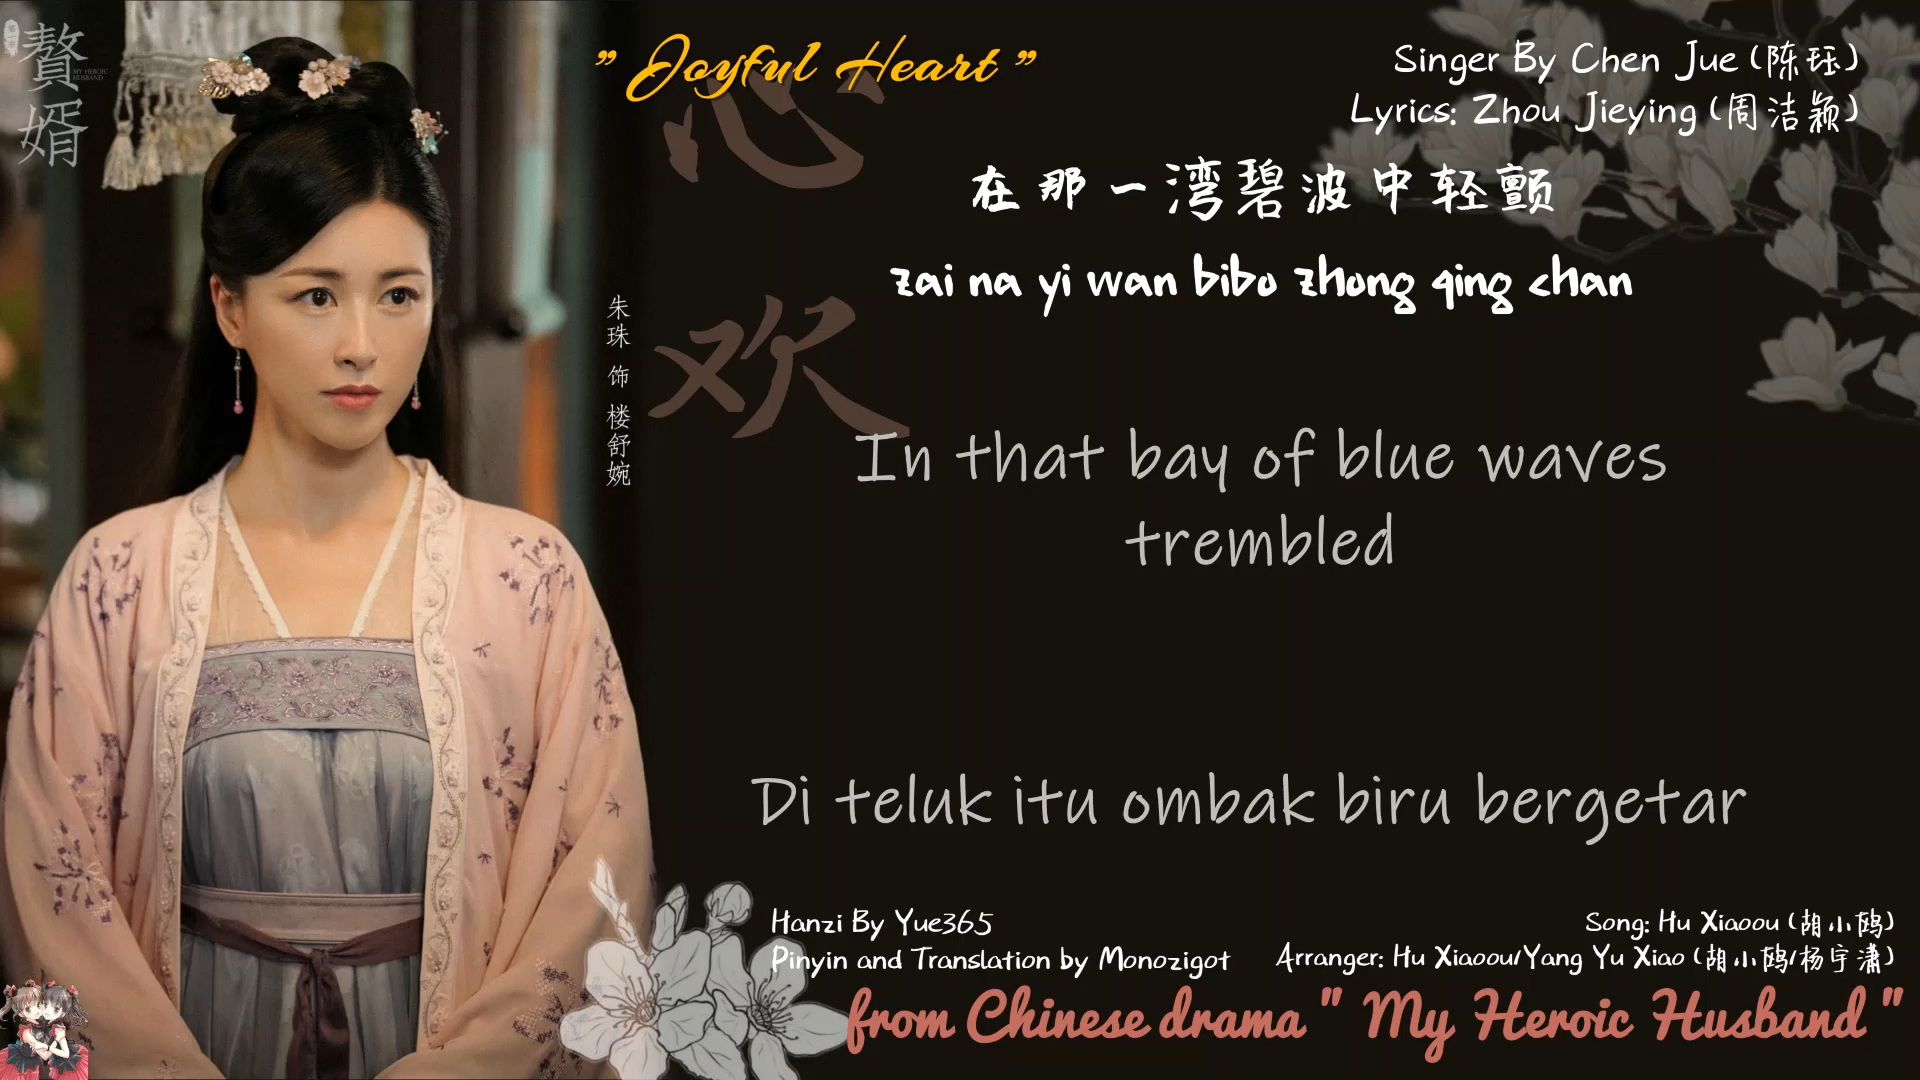 赘婿
MY HEROIC
HUSBAND
" Joyful Heart "
心欢
Singer By Chen Jue (陈珏)
Lyrics: Zhou Jieying (周洁颖)
在那一湾碧波中轻颤
zai na yi wan bibo zhong qing chan
朱珠 饰 楼舒婉
In that bay of blue waves
trembled
Di teluk itu ombak biru bergetar
Hanzi By Yue365
Pinyin and Translation by Monozigot
Song: Hu Xiaoou (胡小鸥)
Arranger: Hu Xiaoou/Yang Yu Xiao (胡小鸥/杨宇潇)
from Chinese drama " My Heroic Husband "